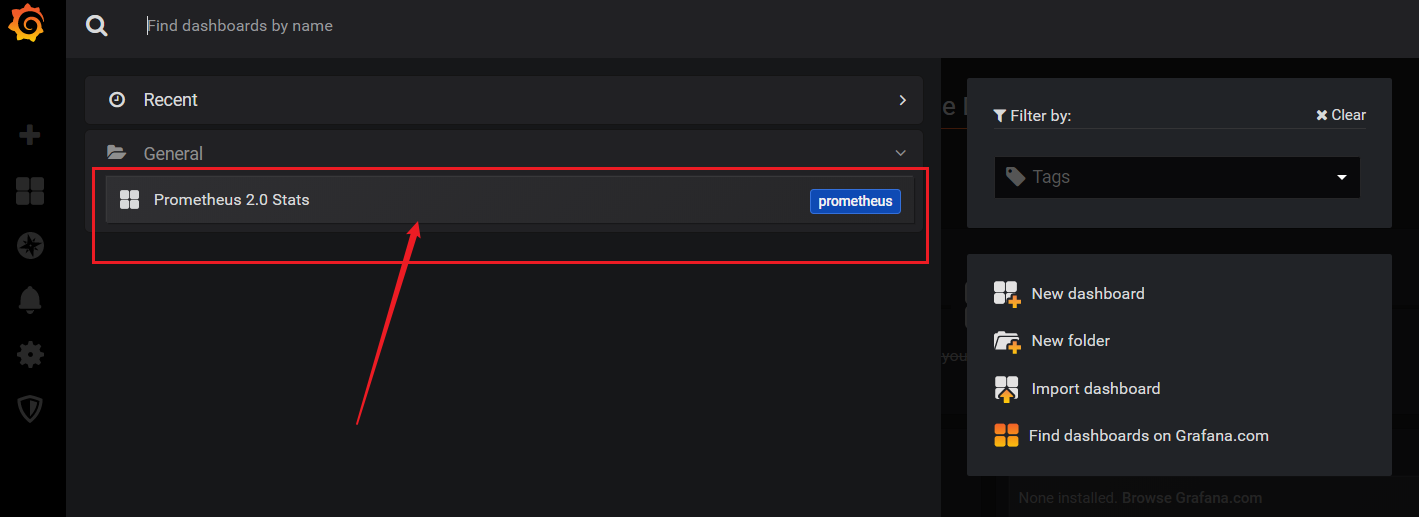 Find dashboards by name
Recent
General
Prometheus 2.0 Stats
prometheus
Filter by:
Clear
Tags
New dashboard
New folder
Import dashboard
Find dashboards on Grafana.com
you
None installed. Browse Grafana.com